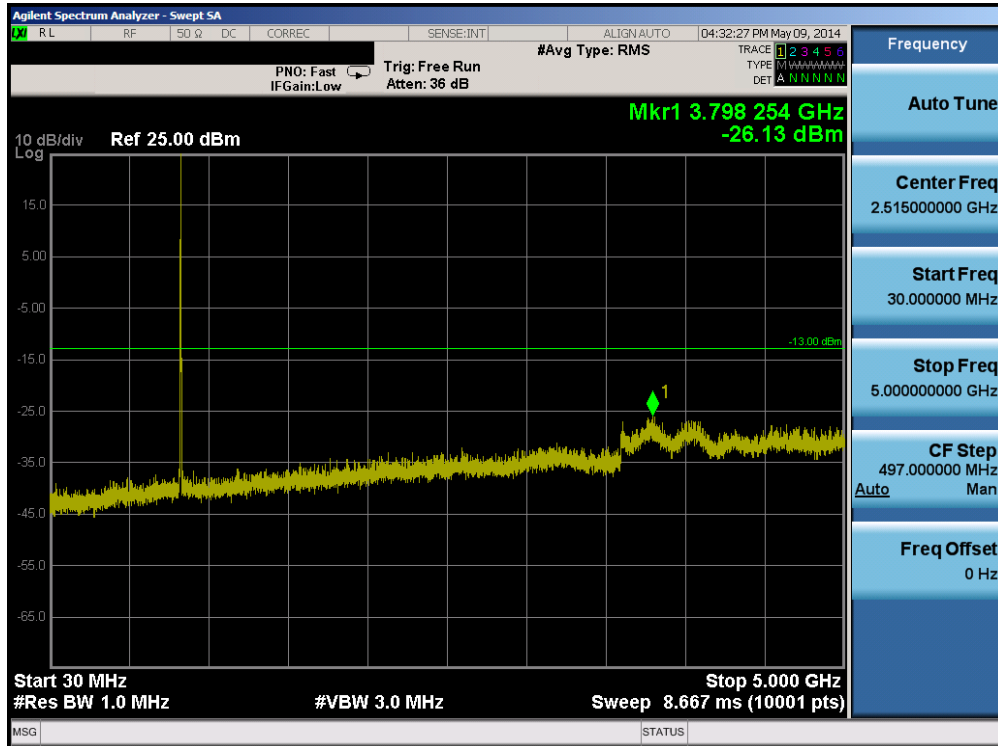 Agilent Spectrum Analyzer - Swept SA
LXI RL RF 50 Ω DC CORREC SENSE:INT ALIGN AUTO 04:32:27 PM May 09, 2014
#Avg Type: RMS TRACE 1 2 3 4 5 6
PNO: Fast Trig: Free Run TYPE M WWWWW
IFGain:Low Atten: 36 dB DET A N N N N N
Mkr1 3.798 254 GHz
-26.13 dBm
10 dB/div Ref 25.00 dBm
Log
15.0
5.00
-5.00
-13.00 dBm
-15.0
-25.0
1
-35.0
-45.0
-55.0
-65.0
Start 30 MHz Stop 5.000 GHz
#Res BW 1.0 MHz #VBW 3.0 MHz Sweep 8.667 ms (10001 pts)
MSG STATUS
Frequency
Auto Tune
Center Freq
2.515000000 GHz
Start Freq
30.000000 MHz
Stop Freq
5.000000000 GHz
CF Step
497.000000 MHz
Auto Man
Freq Offset
0 Hz